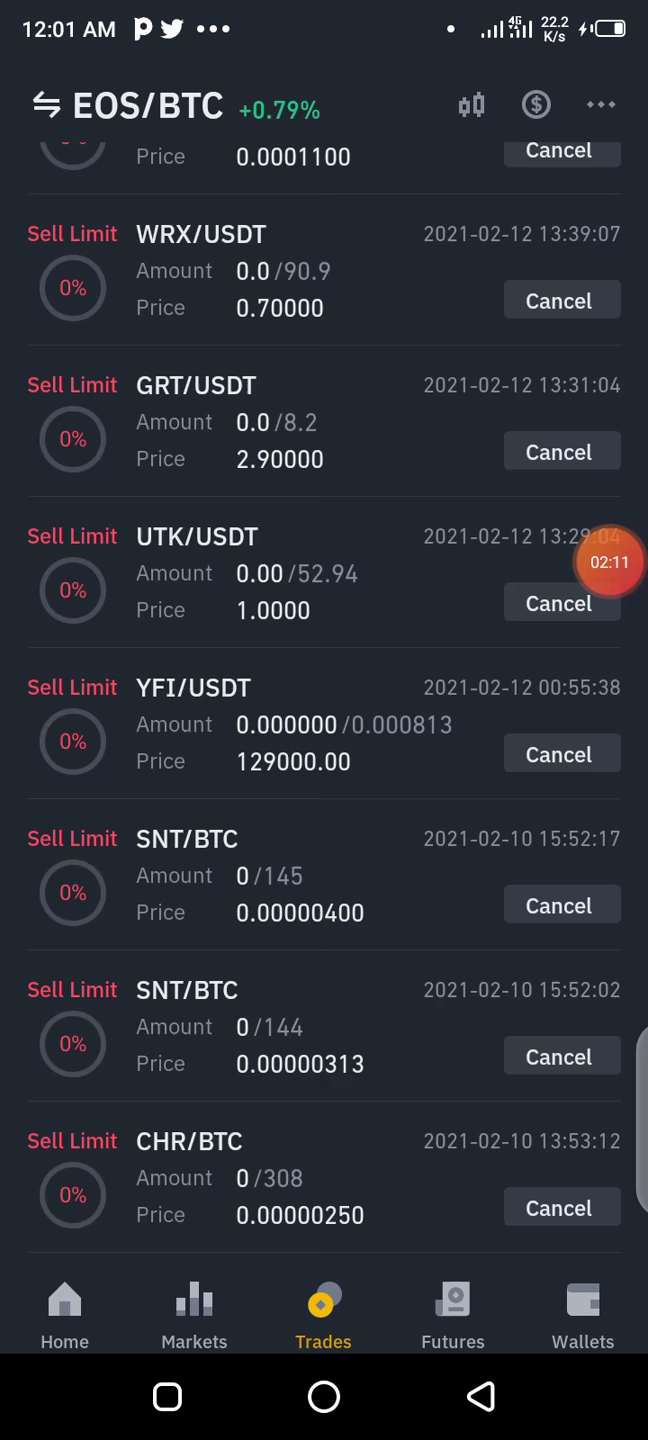 12:01 AM
4G 22.2 K/s
EOS/BTC +0.79%
Price 0.0001100 Cancel
Sell Limit WRX/USDT 2021-02-12 13:39:07
0% Amount 0.0/90.9
Price 0.70000 Cancel
Sell Limit GRT/USDT 2021-02-12 13:31:04
0% Amount 0.0/8.2
Price 2.90000 Cancel
Sell Limit UTK/USDT 2021-02-12 13:29:04
02:11
0% Amount 0.00/52.94
Price 1.0000 Cancel
Sell Limit YFI/USDT 2021-02-12 00:55:38
0% Amount 0.000000/0.000813
Price 129000.00 Cancel
Sell Limit SNT/BTC 2021-02-10 15:52:17
0% Amount 0/145
Price 0.00000400 Cancel
Sell Limit SNT/BTC 2021-02-10 15:52:02
0% Amount 0/144
Price 0.00000313 Cancel
Sell Limit CHR/BTC 2021-02-10 13:53:12
0% Amount 0/308
Price 0.00000250 Cancel
Home Markets Trades Futures Wallets